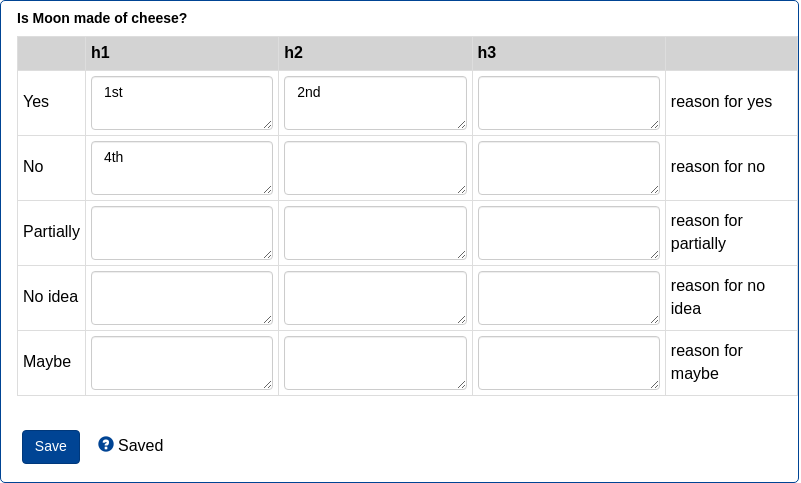 Is Moon made of cheese?
h1 h2 h3
Yes 1st 2nd reason for yes
No 4th reason for no
Partially reason for
partially
No idea reason for no
idea
Maybe reason for
maybe
Save ? Saved